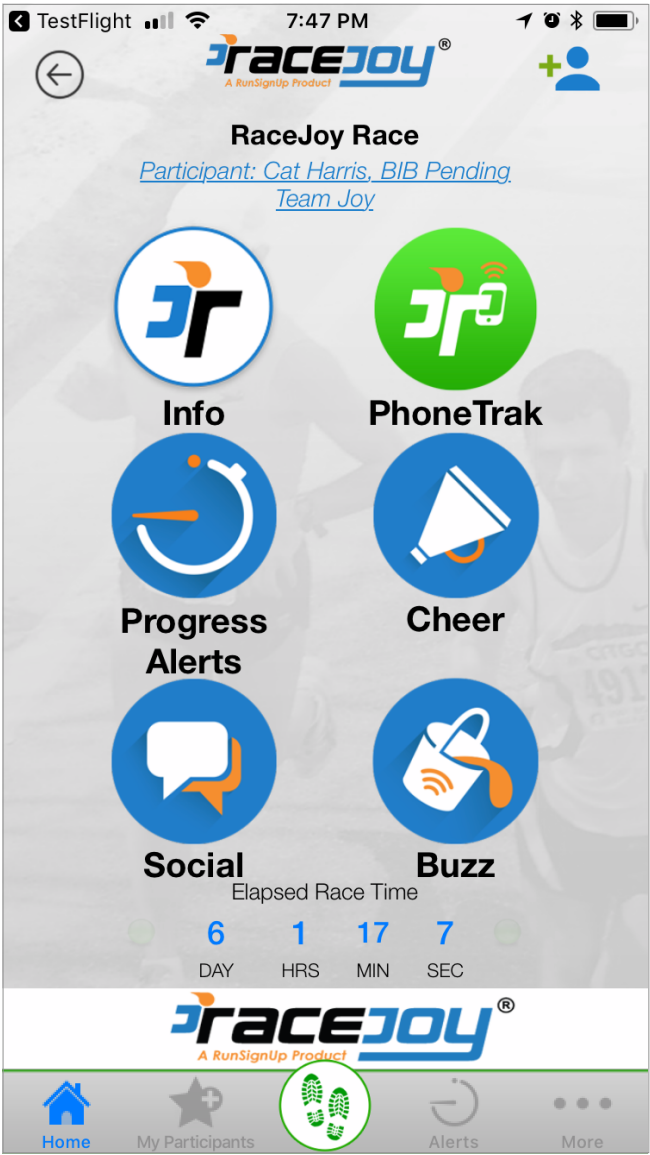 TestFlight
7:47 PM
racejoy®
A RunSignUp Product
RaceJoy Race
Participant: Cat Harris, BIB Pending
Team Joy
Info
PhoneTrak
Progress
Alerts
Cheer
CITGO
491
Social
Buzz
Elapsed Race Time
6 1 17 7
DAY HRS MIN SEC
racejoy®
A RunSignUp Product
Home My Participants Alerts More